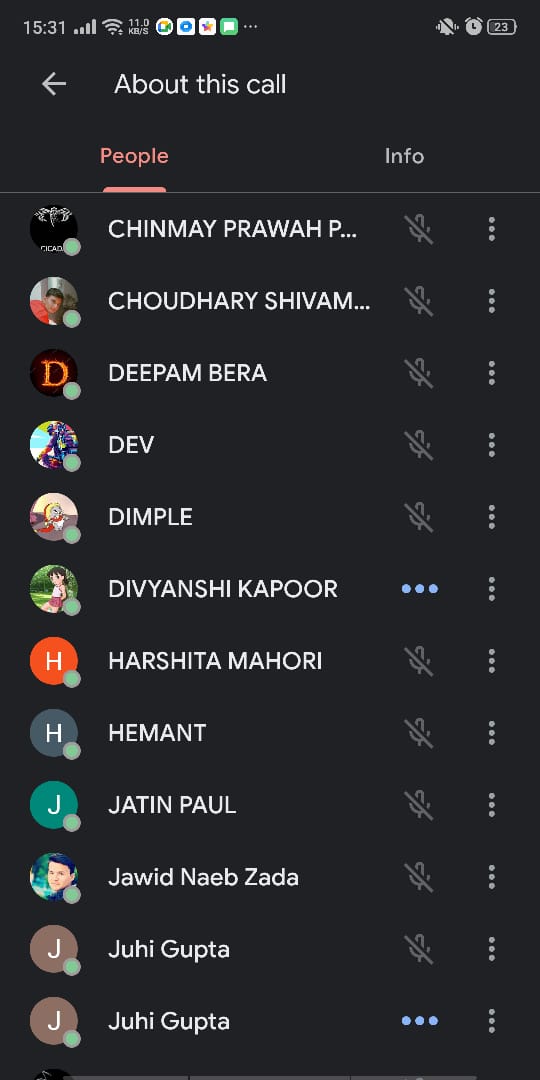 15:31 11.0 KB/S 23
About this call
People Info
CHINMAY PRAWAH P...
CICADA
CHOUDHARY SHIVAM...
D DEEPAM BERA
DEV
DIMPLE
DIVYANSHI KAPOOR
H HARSHITA MAHORI
H HEMANT
J JATIN PAUL
Jawid Naeb Zada
J Juhi Gupta
J Juhi Gupta